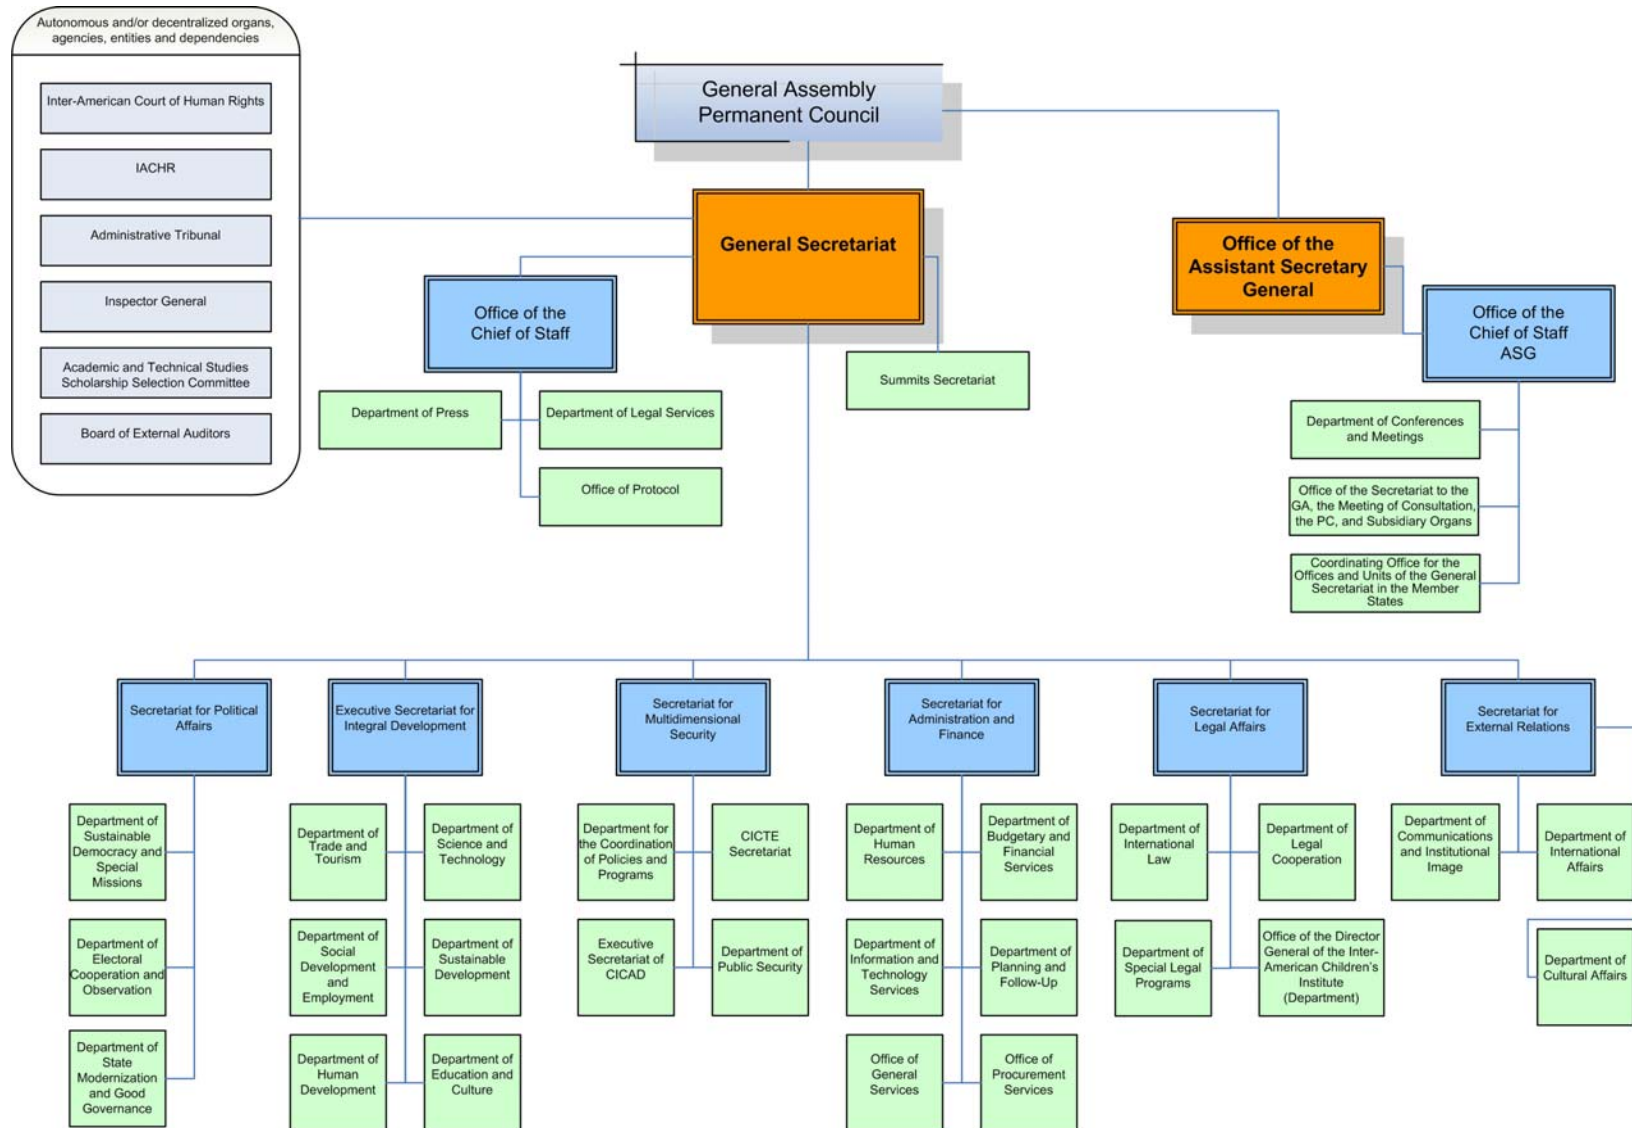 Autonomous and/or decentralized organs,
agencies, entities and dependencies
Inter-American Court of Human Rights
IACHR
Administrative Tribunal
Inspector General
Academic and Technical Studies
Scholarship Selection Committee
Board of External Auditors
General Assembly
Permanent Council
General Secretariat
Office of the
Assistant Secretary
General
Office of the
Chief of Staff
Department of Press
Department of Legal Services
Office of Protocol
Summits Secretariat
Office of the
Chief of Staff
ASG
Department of Conferences
and Meetings
Office of the Secretariat to the
GA, the Meeting of Consultation,
the PC, and Subsidiary Organs
Coordinating Office for the
Offices and Units of the General
Secretariat in the Member
States
Secretariat for Political
Affairs
Department of
Sustainable
Democracy and
Special
Missions
Department of
Electoral
Cooperation and
Observation
Department of
State
Modernization
and Good
Governance
Executive Secretariat for
Integral Development
Department of
Trade and
Tourism
Department of
Science and
Technology
Department of
Social
Development
and
Employment
Department of
Sustainable
Development
Department of
Human
Development
Department of
Education and
Culture
Secretariat for
Multidimensional
Security
Department for
the Coordination
of Policies and
Programs
CICTE
Secretariat
Executive
Secretariat of
CICAD
Department of
Public Security
Secretariat for
Administration and
Finance
Department of
Human
Resources
Department of
Budgetary and
Financial
Services
Department of
Information and
Technology
Services
Department of
Planning and
Follow-Up
Office of
General
Services
Office of
Procurement
Services
Secretariat for
Legal Affairs
Department of
International
Law
Department of
Legal
Cooperation
Department of
Special Legal
Programs
Office of the Director
General of the Inter-
American Children's
Institute
(Department)
Secretariat for
External Relations
Department of
Communications
and Institutional
Image
Department of
International
Affairs
Department of
Cultural Affairs